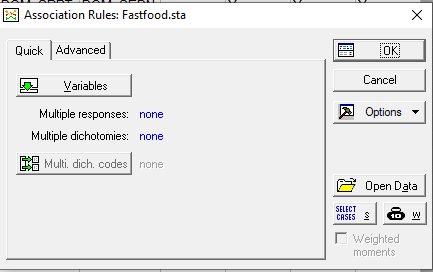 Association Rules: Fastfood.sta
Quick
Advanced
OK
Variables
Cancel
Multiple responses: none
Options
Multiple dichotomies: none
Multi. dich. codes none
Open Data
SELECT CASES S
W
Weighted moments